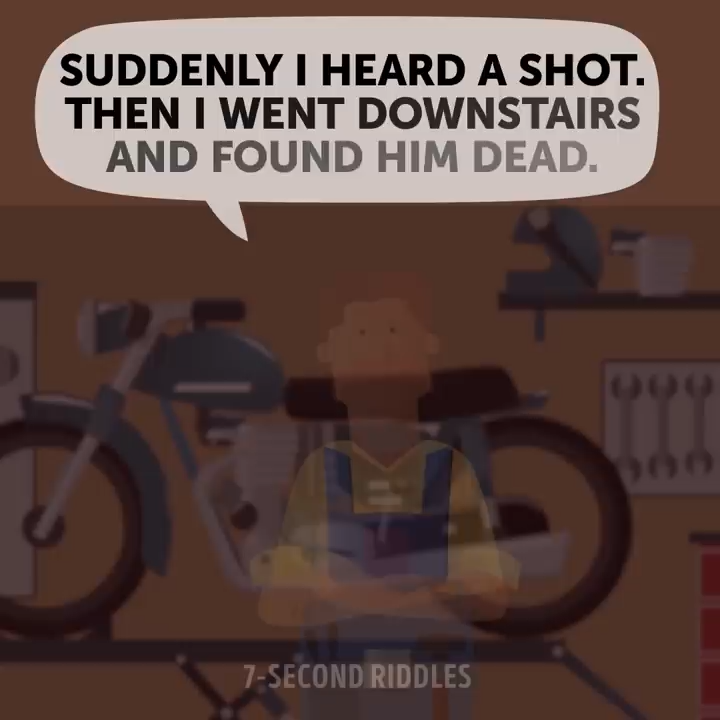 SUDDENLY I HEARD A SHOT.
THEN I WENT DOWNSTAIRS
AND FOUND HIM DEAD.
7-SECOND RIDDLES